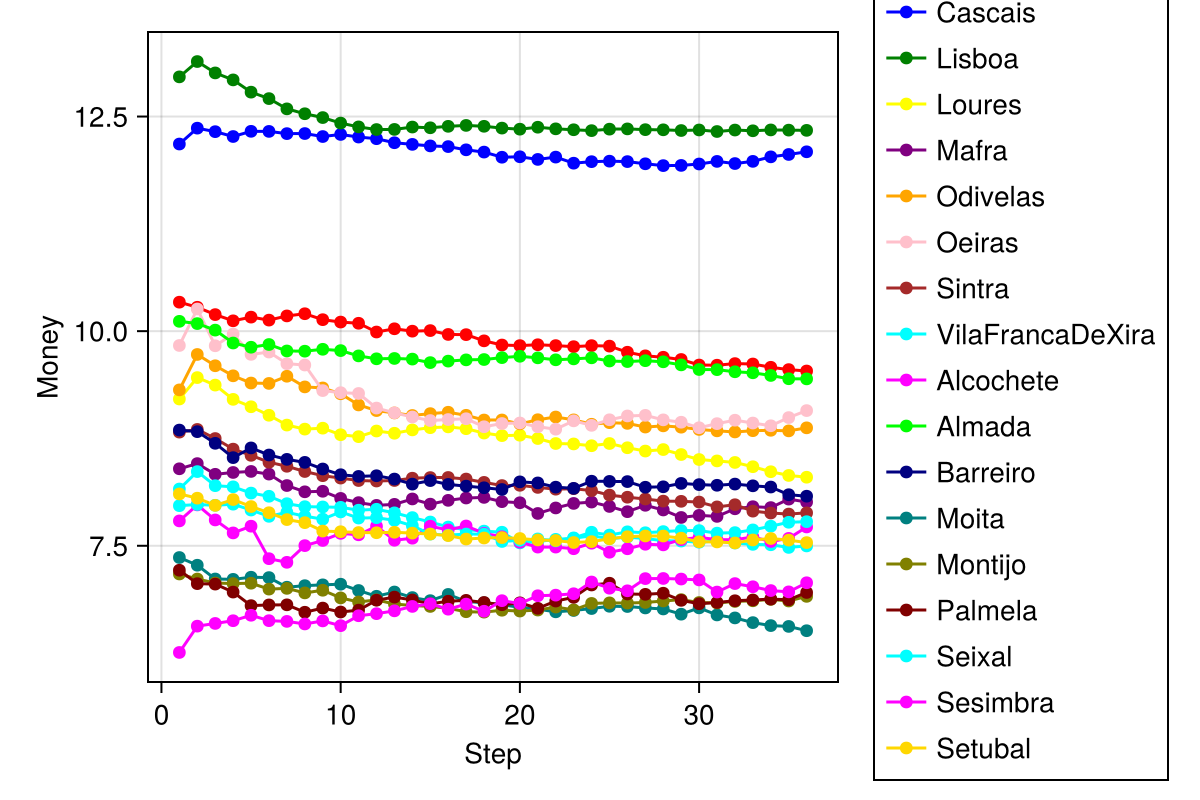 Cascais
Lisboa
Loures
Mafra
Odivelas
Oeiras
Sintra
VilaFrancaDeXira
Alcochete
Almada
Barreiro
Moita
Montijo
Palmela
Seixal
Sesimbra
Setubal
12.5
10.0
7.5
Money
0 10 20 30
Step